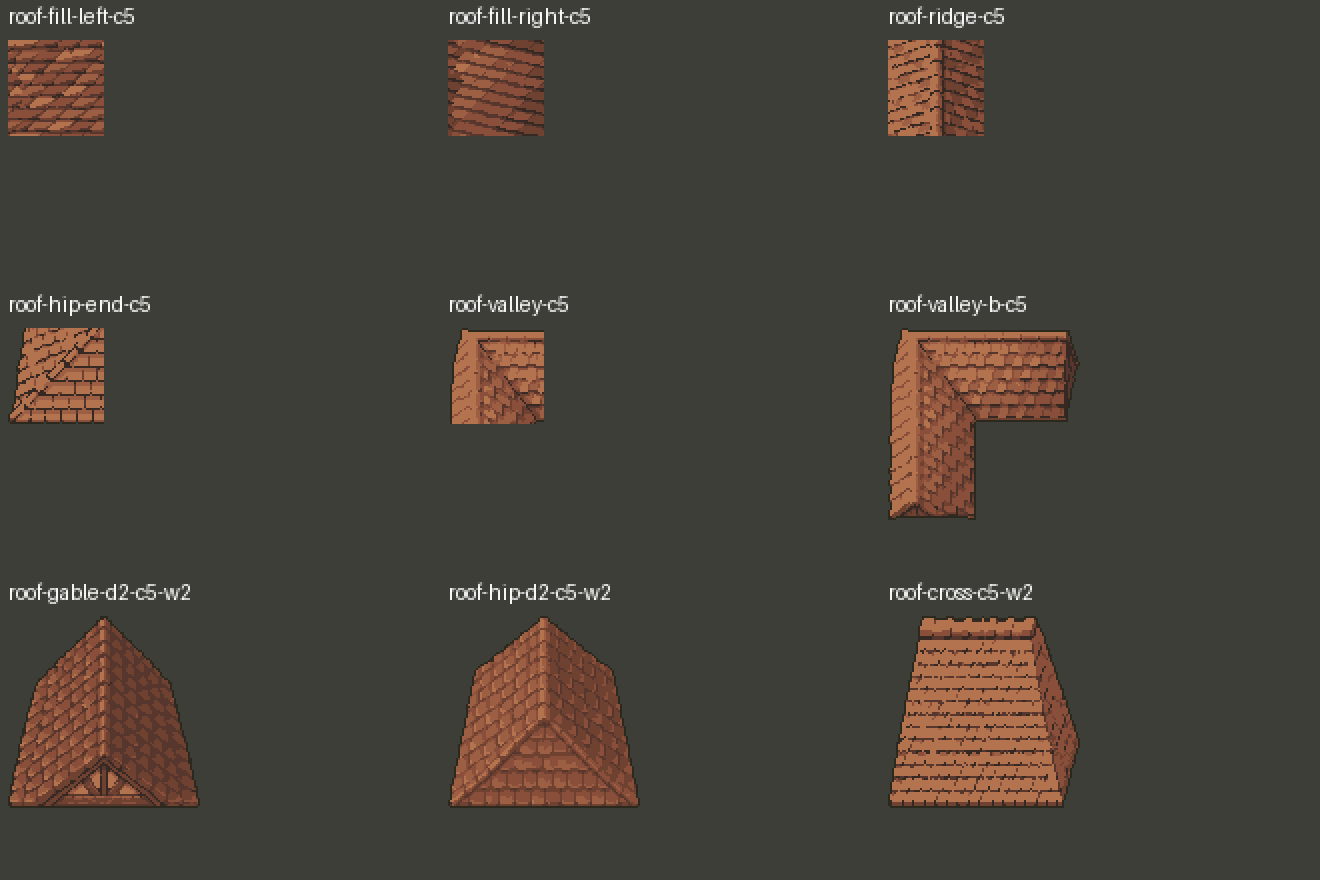 roof-fill-left-c5
roof-fill-right-c5
roof-ridge-c5
roof-hip-end-c5
roof-valley-c5
roof-valley-b-c5
roof-gable-d2-c5-w2
roof-hip-d2-c5-w2
roof-cross-c5-w2